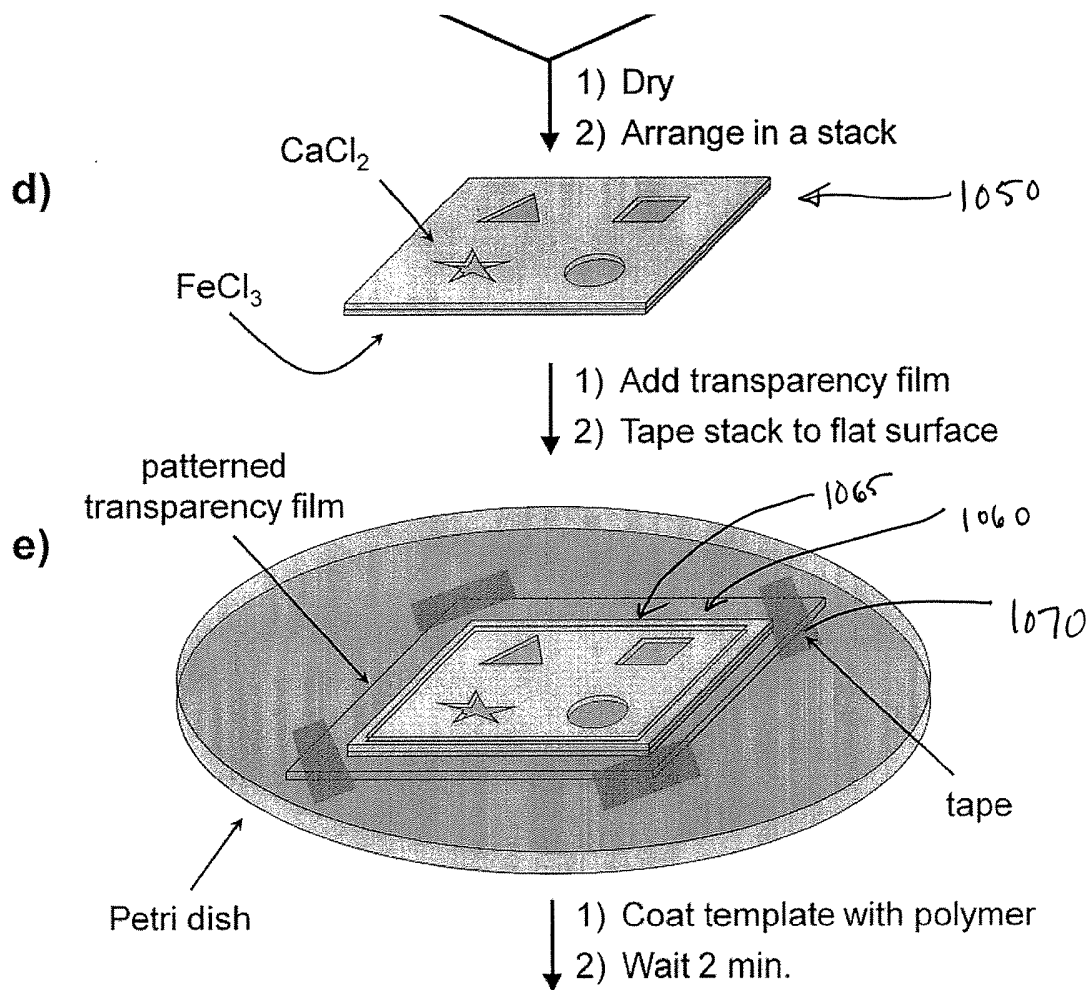 1) Dry
2) Arrange in a stack
CaCl₂
d)
1050
FeCl₃
1) Add transparency film
2) Tape stack to flat surface
patterned
transparency film
1065
1060
e)
1070
tape
Petri dish
1) Coat template with polymer
2) Wait 2 min.